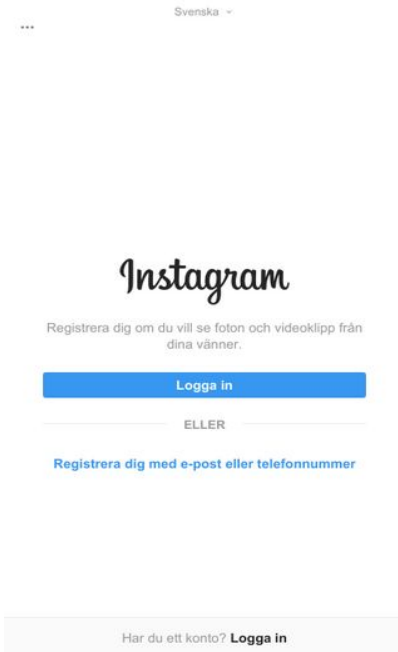 Svenska
...
Instagram
Registrera dig om du vill se foton och videoklipp från
dina vänner.
Logga in
ELLER
Registrera dig med e-post eller telefonnummer
Har du ett konto? Logga in